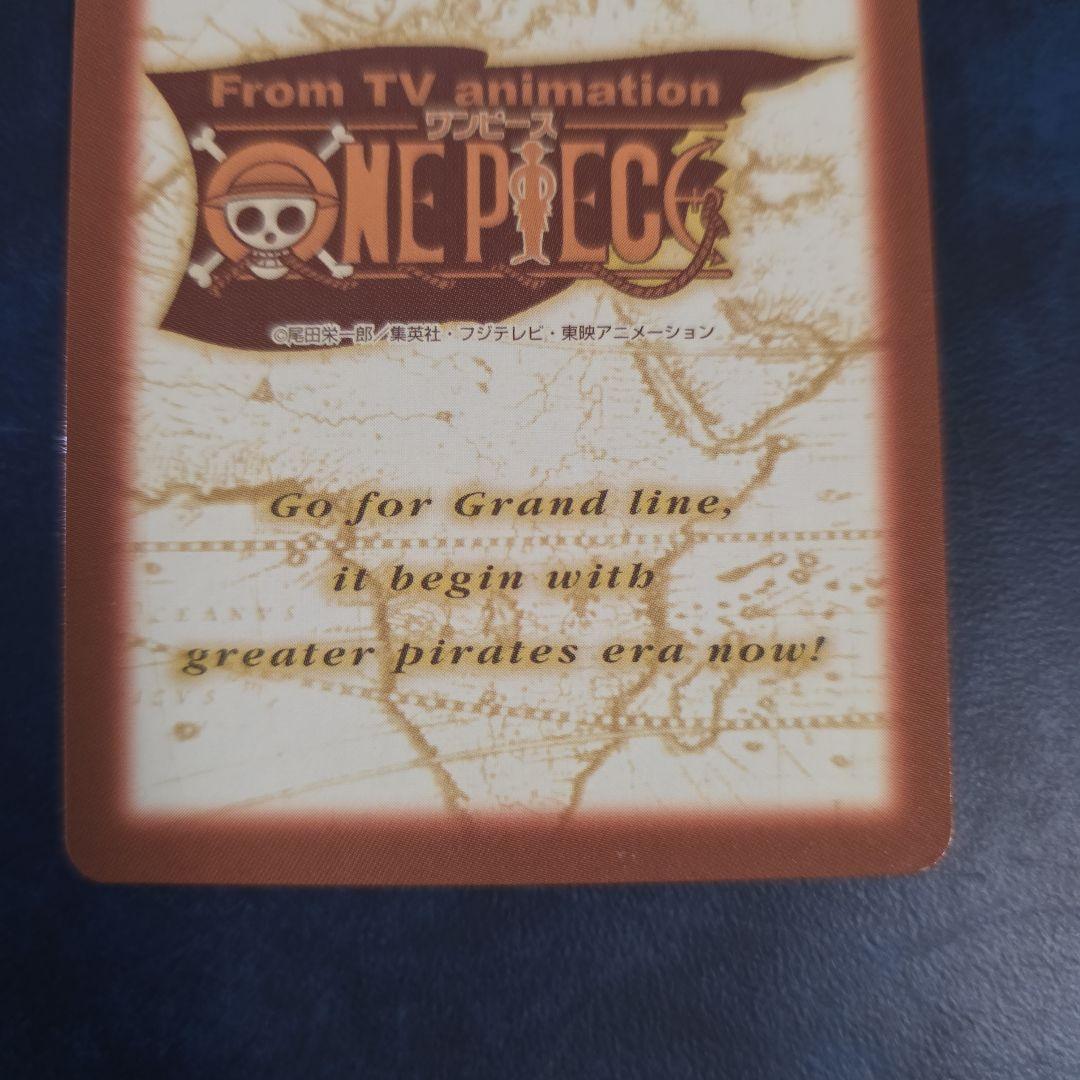 From TV animation
ワンピース
ONE PIECE
©尾田栄一郎／集英社・フジテレビ・東映アニメーション
Go for Grand line,
it begin with
OCEANVS
greater pirates era now!